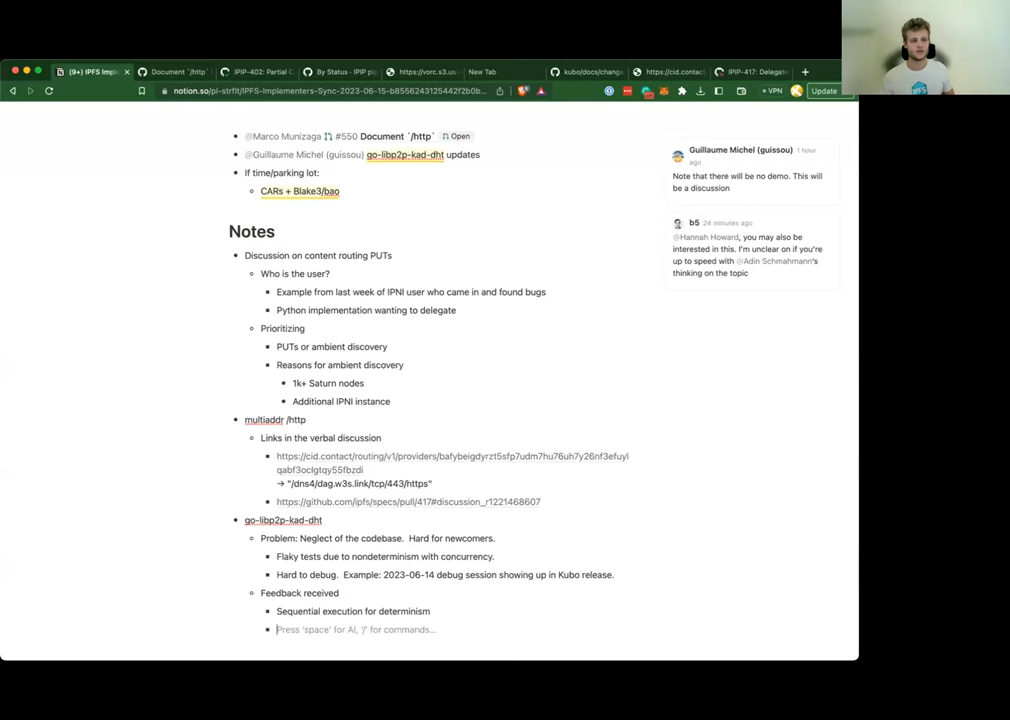 (9+) IPFS Impl
Document `/http`
IPIP-402: Partial C
By Status · IPIP pi
https://vorc.s3.us
New Tab
kubo/docs/change
https://cid.contact
IPIP-417: Delegate
notion.so/pl-strflt/IPFS-Implementers-Sync-2023-06-15-b8556243125442f2b0b...
VPN
Update
@Marco Munizaga #550 Document `/http` Open
@Guillaume Michel (guissou) go-libp2p-kad-dht updates
If time/parking lot:
CARs + Blake3/bao
Guillaume Michel (guissou) 1 hour
ago
Note that there will be no demo. This will
be a discussion
b5 24 minutes ago
@Hannah Howard, you may also be
interested in this. I'm unclear on if you're
up to speed with @Adin Schmahmann's
thinking on the topic
Notes
Discussion on content routing PUTs
Who is the user?
Example from last week of IPNI user who came in and found bugs
Python implementation wanting to delegate
Prioritizing
PUTs or ambient discovery
Reasons for ambient discovery
1k+ Saturn nodes
Additional IPNI instance
multiaddr /http
Links in the verbal discussion
https://cid.contact/routing/v1/providers/bafybeigdyrzt5sfp7udm7hu76uh7y26nf3efuyl
qabf3oclgtqy55fbzdi
→ "/dns4/dag.w3s.link/tcp/443/https"
https://github.com/ipfs/specs/pull/417#discussion_r1221468607
go-libp2p-kad-dht
Problem: Neglect of the codebase. Hard for newcomers.
Flaky tests due to nondeterminism with concurrency.
Hard to debug. Example: 2023-06-14 debug session showing up in Kubo release.
Feedback received
Sequential execution for determinism
Press 'space' for AI, '/' for commands...